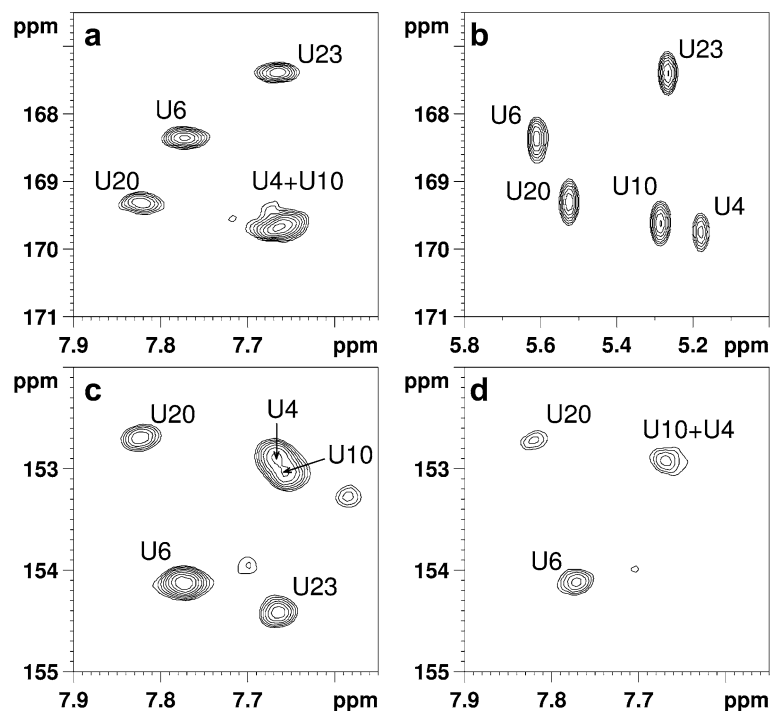 ppm
a
U23
168
U6
169
U20
U4+U10
170
171
7.9
7.8
7.7
ppm
ppm
b
U23
168
U6
169
U20
U10
U4
170
171
5.8
5.6
5.4
5.2
ppm
ppm
c
U20
U4
U10
153
U6
154
U23
155
7.9
7.8
7.7
ppm
ppm
d
U20
U10+U4
153
U6
154
155
7.9
7.8
7.7
ppm